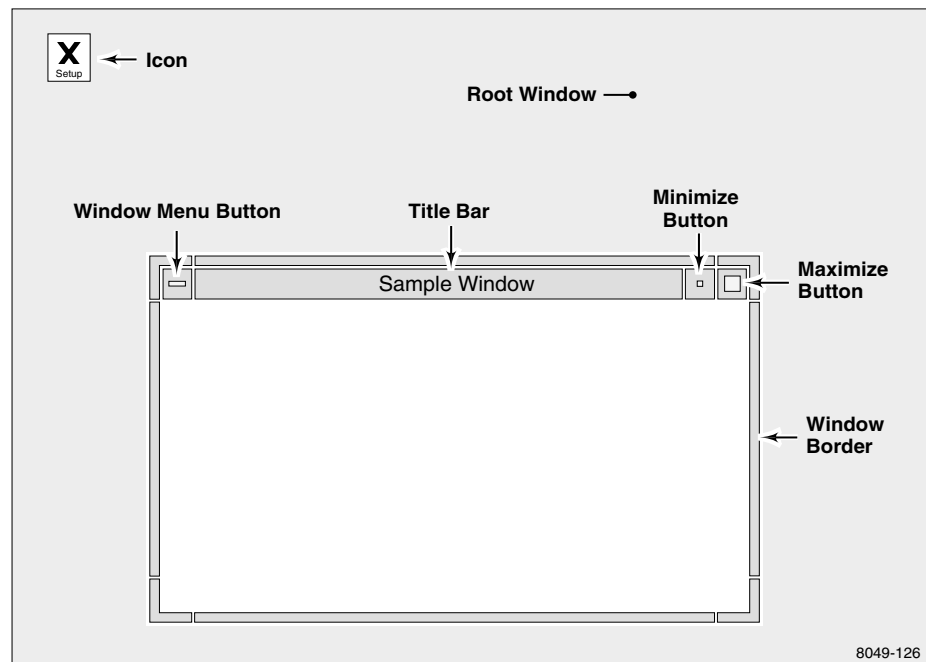 X
Setup
Icon
Root Window
Window Menu Button
Title Bar
Minimize
Button
Sample Window
Maximize
Button
Window
Border
8049-126